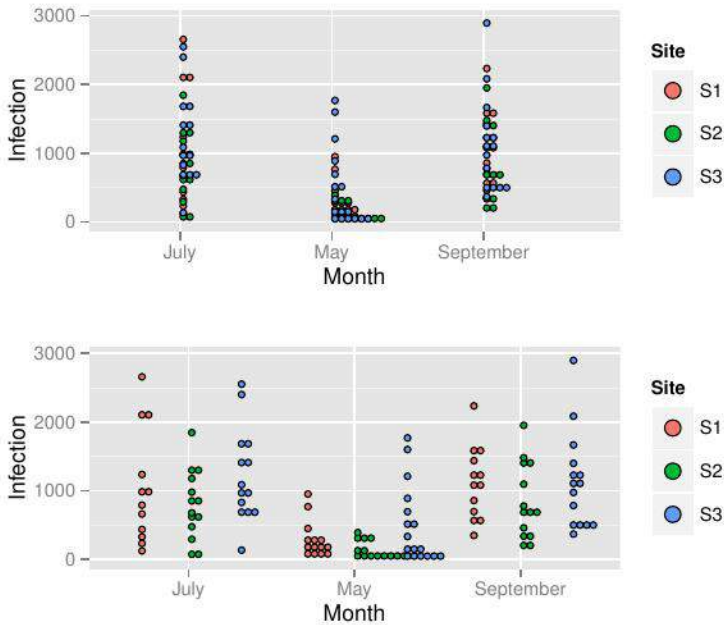 3000
2000
1000
0
Infection
July
May
September
Month
Site
S1
S2
S3
3000
2000
1000
0
Infection
July
May
September
Month
Site
S1
S2
S3